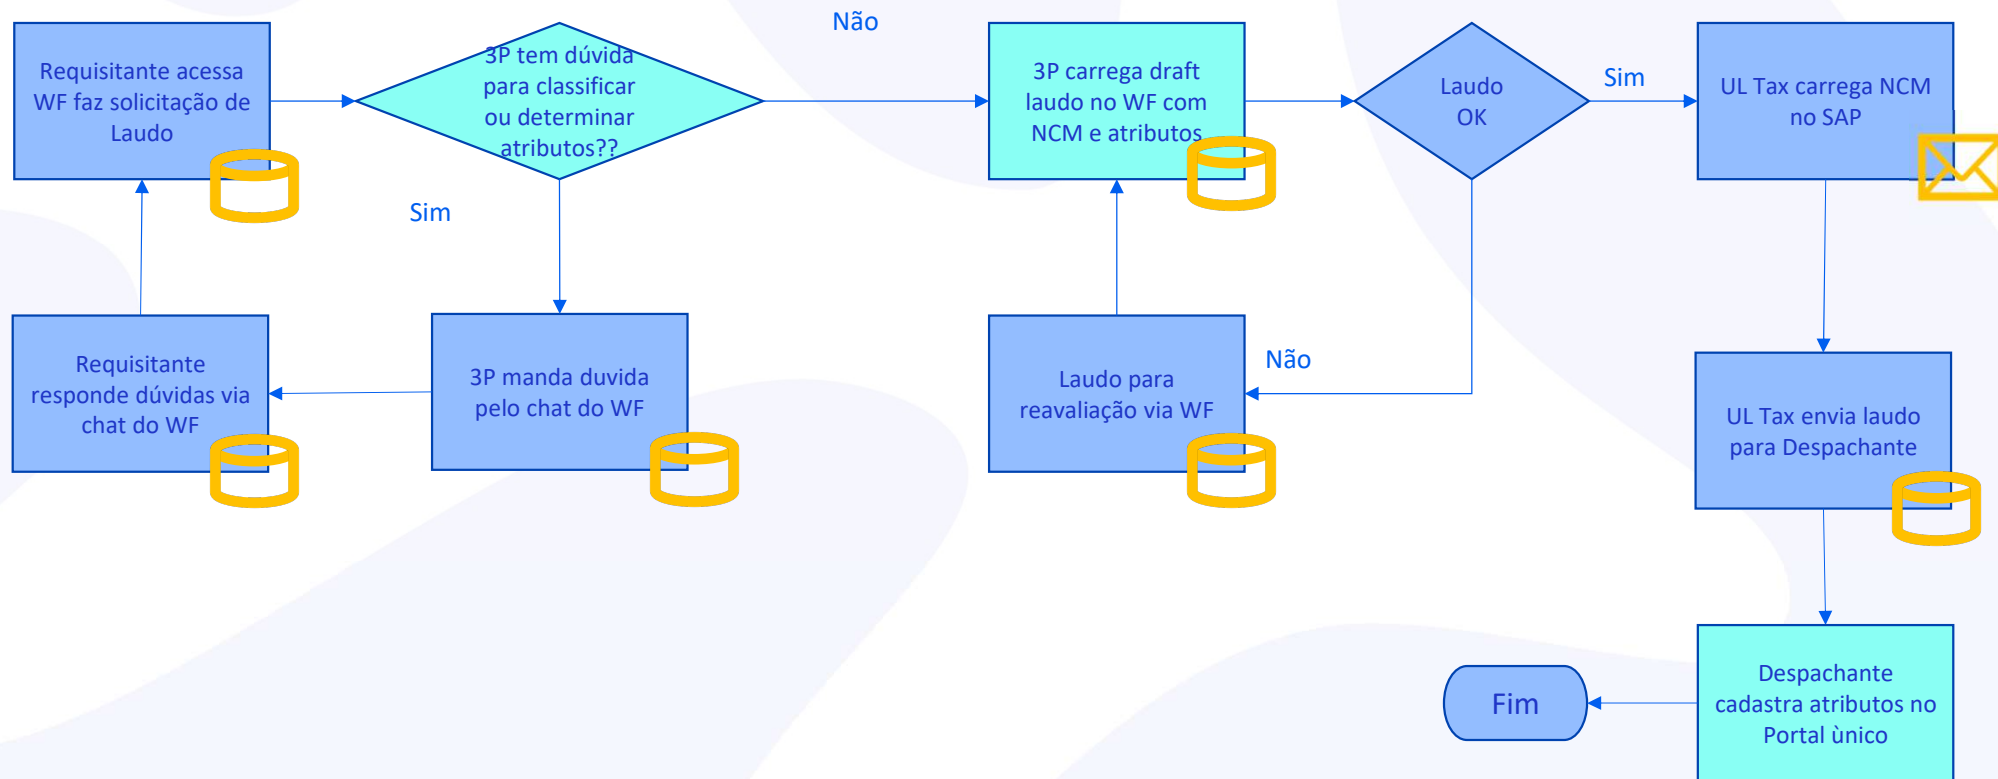 Não
Requisitante acessa
WF faz solicitação de
Laudo
3P tem dúvida
para classificar
ou determinar
atributos??
3P carrega draft
laudo no WF com
NCM e atributos
Laudo
OK
Sim
UL Tax carrega NCM
no SAP
Sim
Requisitante
responde dúvidas via
chat do WF
3P manda duvida
pelo chat do WF
Laudo para
reavaliação via WF
Não
UL Tax envia laudo
para Despachante
Fim
Despachante
cadastra atributos no
Portal ùnico